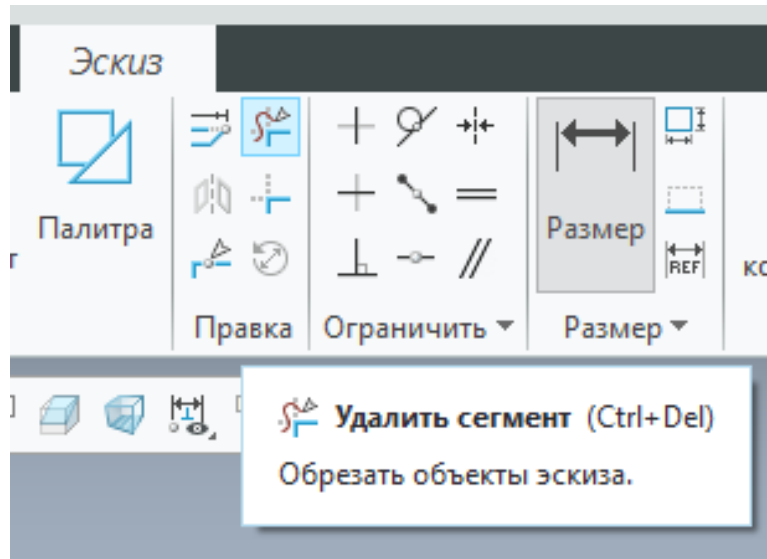 Эскиз
Палитра
Размер
REF
Правка
Ограничить
Размер
Удалить сегмент (Ctrl+Del)
Обрезать объекты эскиза.